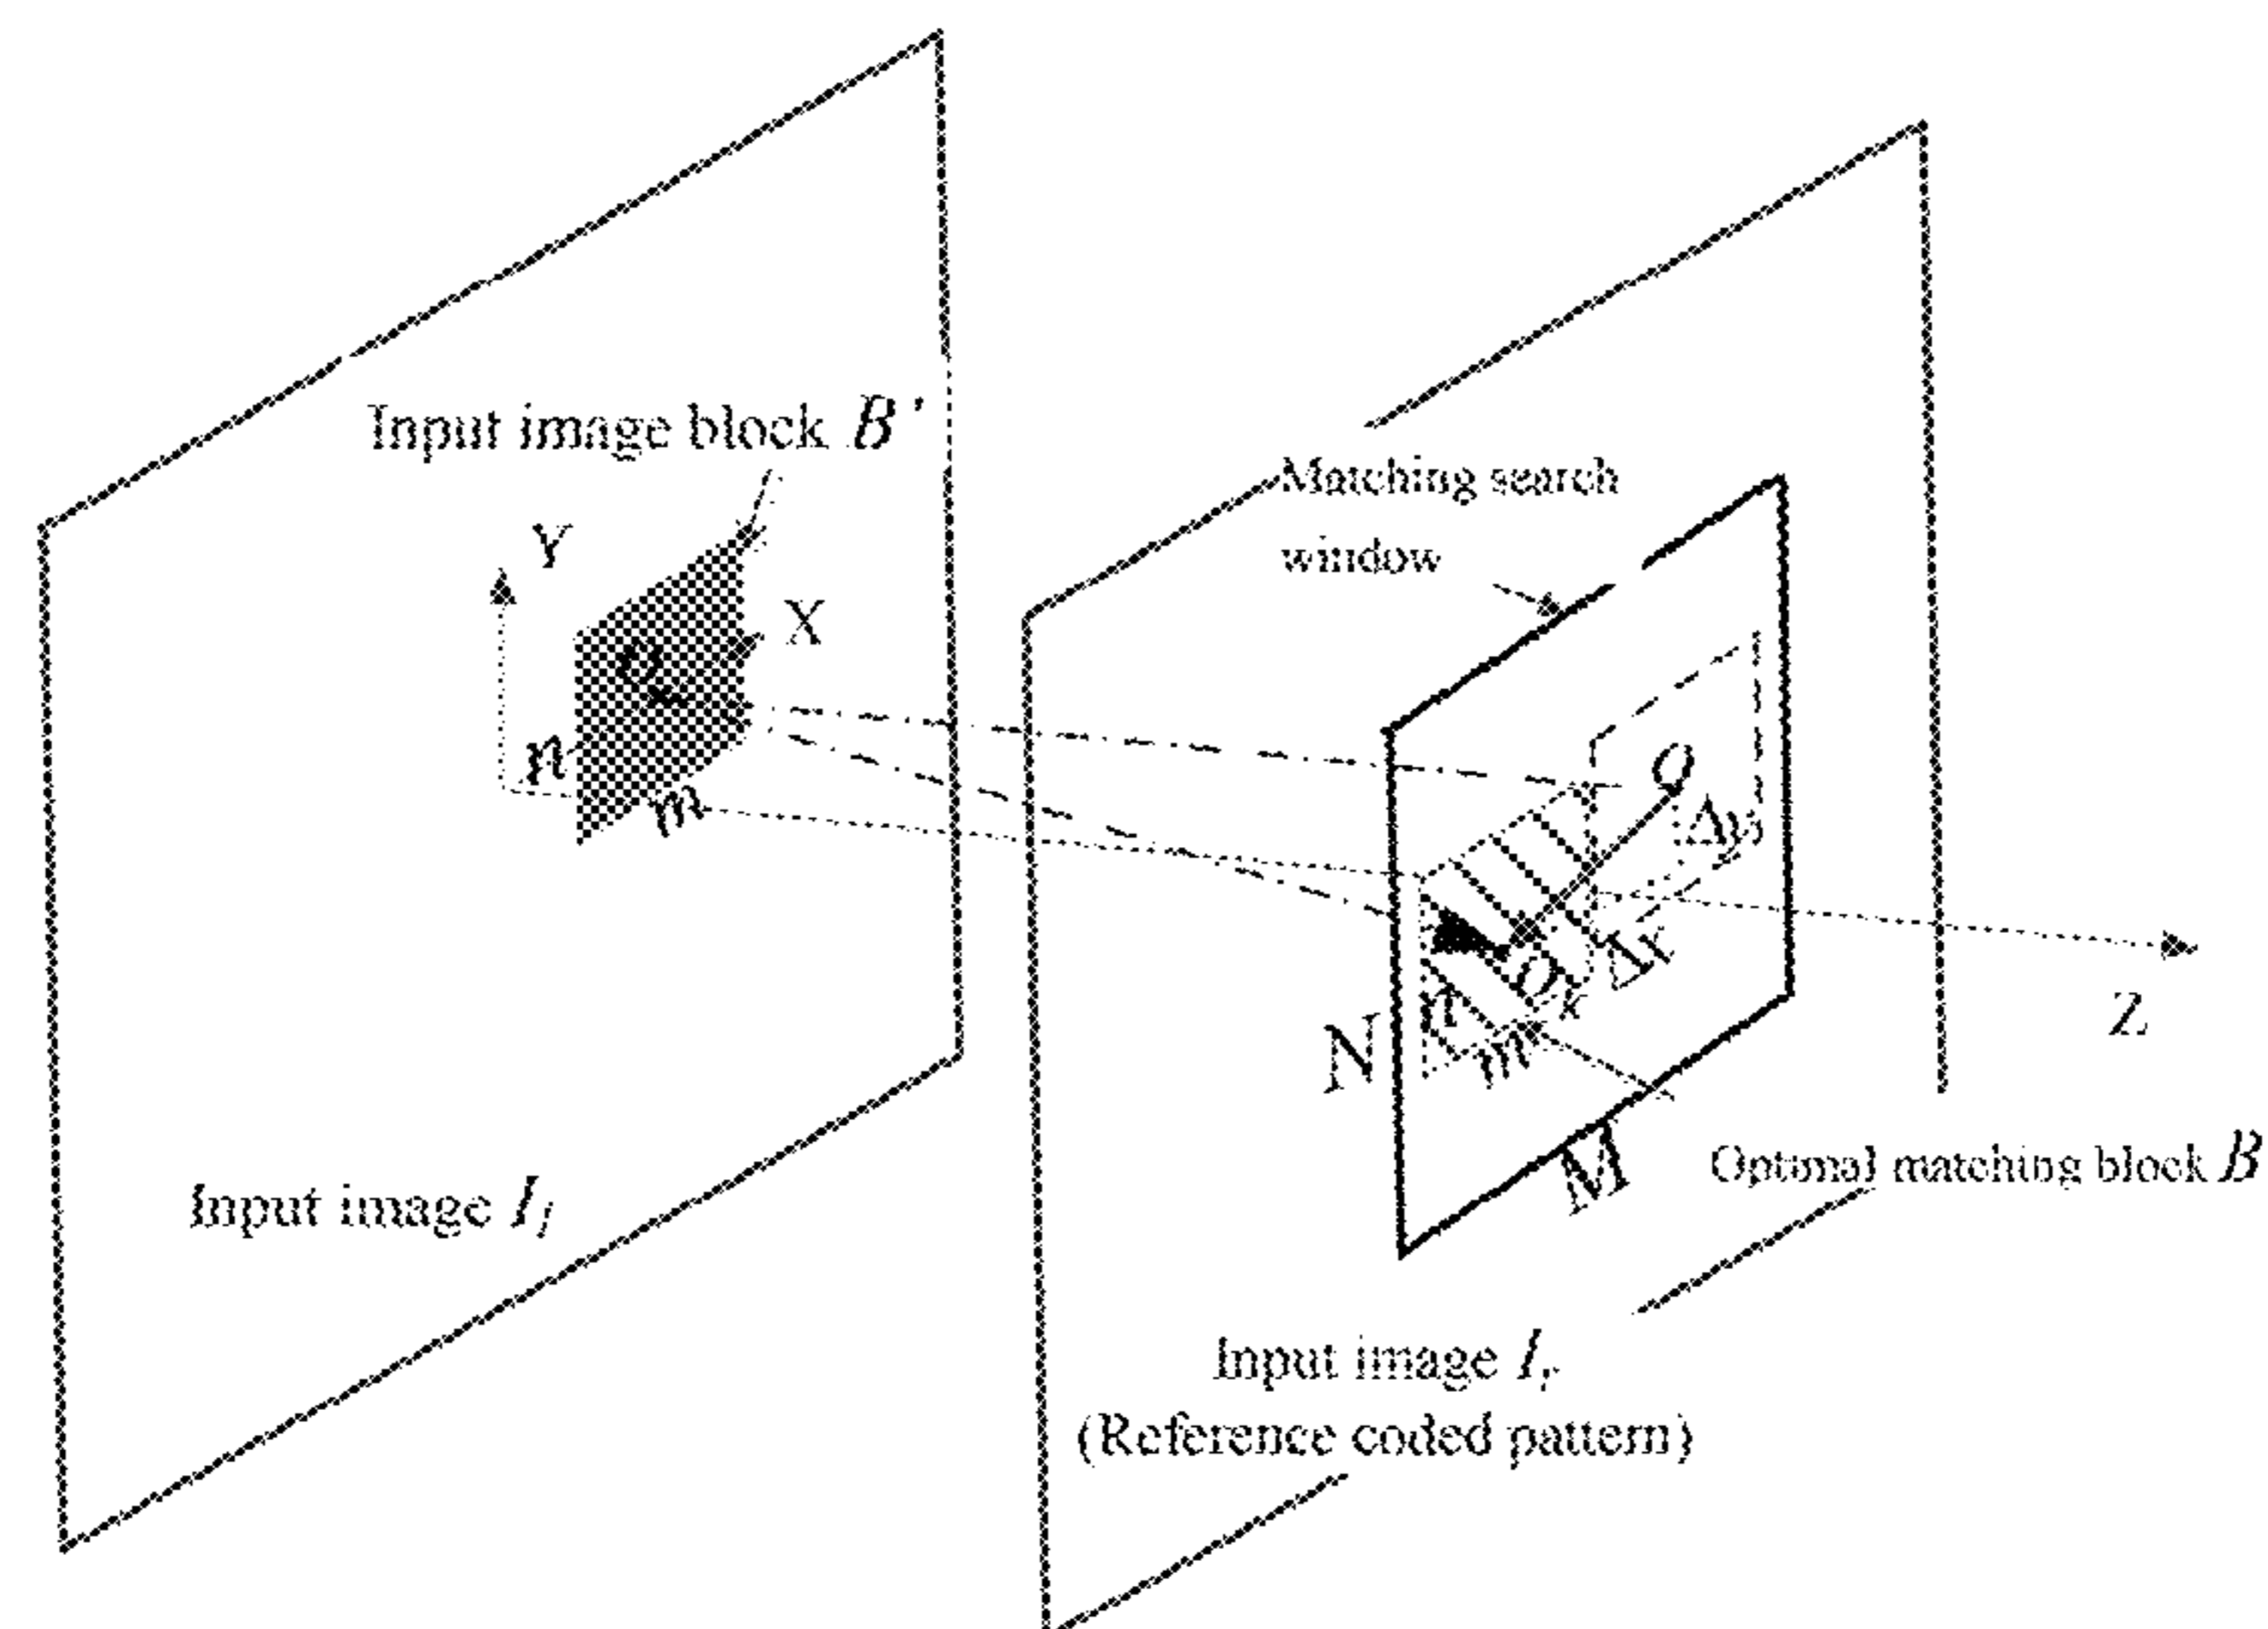 Input image block B'
Matching search
window
Y
X
O
n
m
O
Δy
Δx
n
m
N
M
Z
Optimal matching block B
Input image I_l
Input image I_r
(Reference coded pattern)